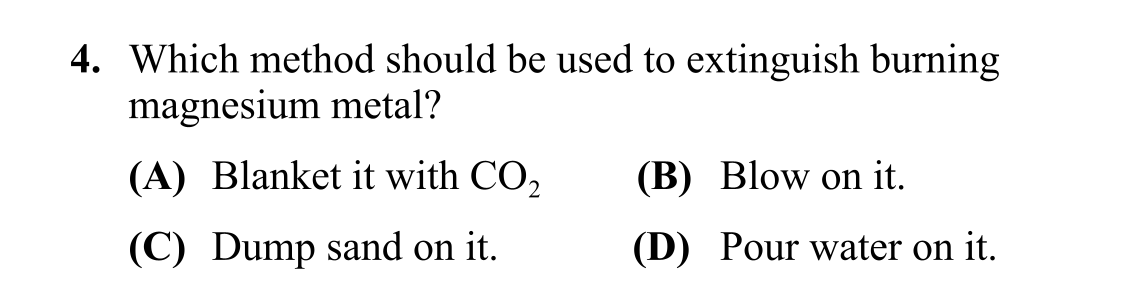 4. Which method should be used to extinguish burning
magnesium metal?
(A) Blanket it with CO₂ (B) Blow on it.
(C) Dump sand on it. (D) Pour water on it.